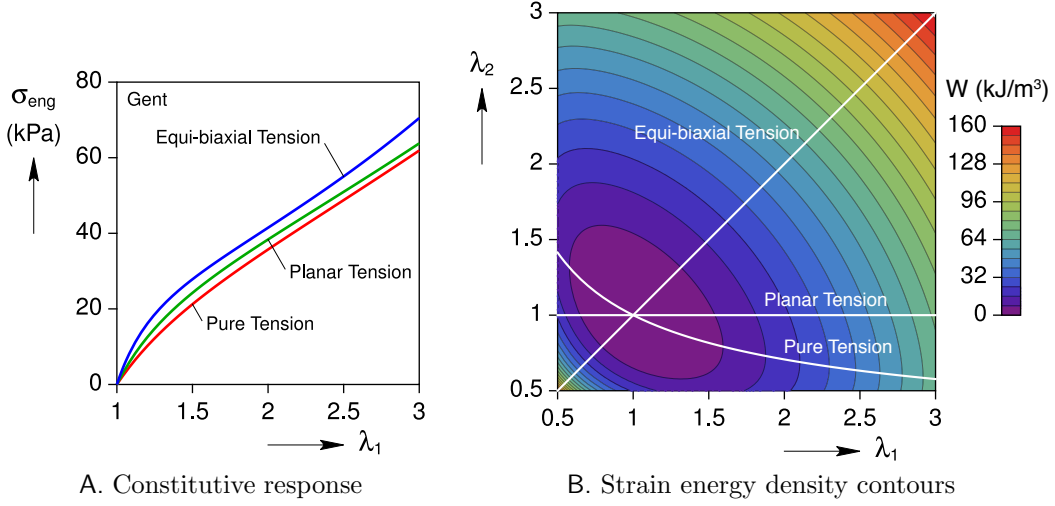 σeng
(kPa)
80
60
40
20
0
Gent
Equi-biaxial Tension
Planar Tension
Pure Tension
1
1.5
2
2.5
3
λ1
A. Constitutive response
λ2
3
2.5
2
1.5
1
0.5
Equi-biaxial Tension
Planar Tension
Pure Tension
0.5
1
1.5
2
2.5
3
λ1
W (kJ/m³)
160
128
96
64
32
0
B. Strain energy density contours